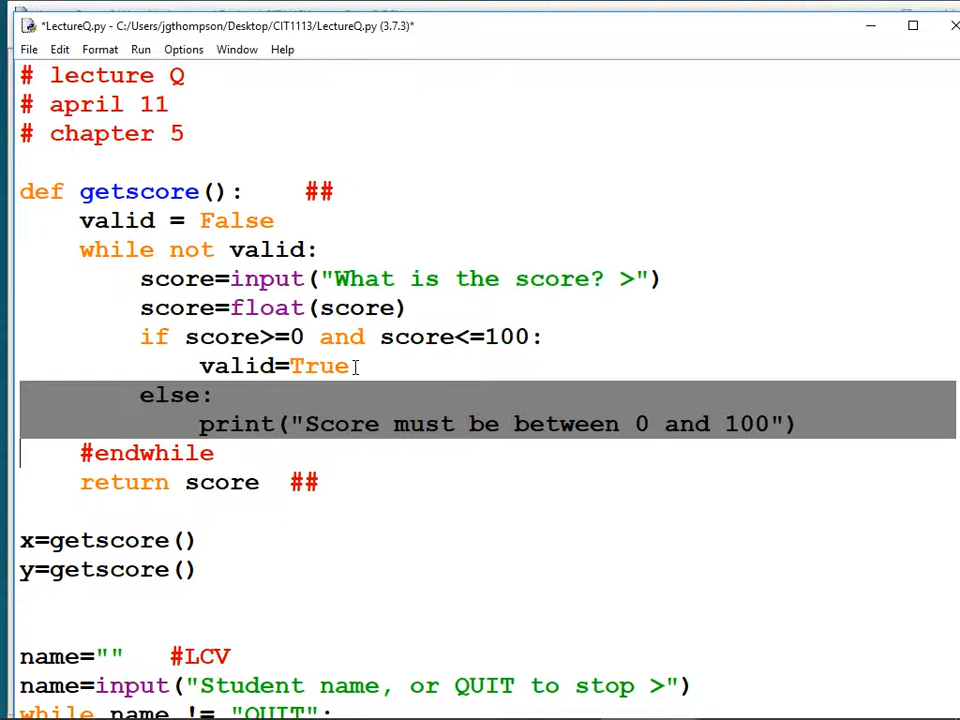 *LectureQ.py - C:/Users/jgthompson/Desktop/CIT1113/LectureQ.py (3.7.3)*
File Edit Format Run Options Window Help
# lecture Q
# april 11
# chapter 5
def getscore():    ##
    valid = False
    while not valid:
        score=input("What is the score? >")
        score=float(score)
        if score>=0 and score<=100:
            valid=True
        else:
            print("Score must be between 0 and 100")
    #endwhile
    return score  ##
x=getscore()
y=getscore()
name=""   #LCV
name=input("Student name, or QUIT to stop >")
while name != "QUIT":